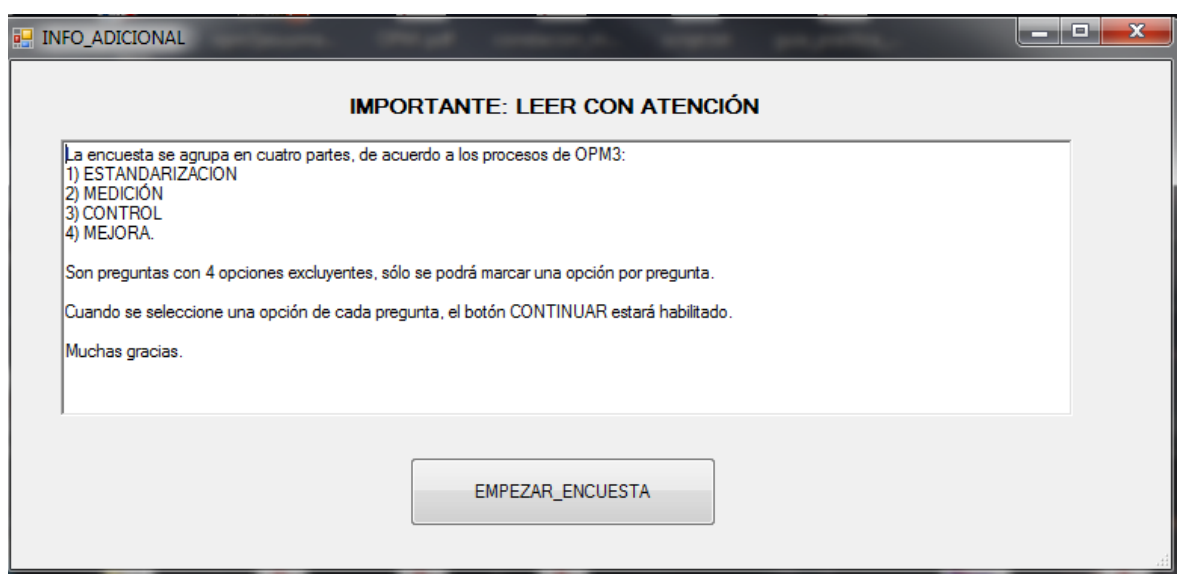 INFO_ADICIONAL
IMPORTANTE: LEER CON ATENCIÓN
La encuesta se agrupa en cuatro partes, de acuerdo a los procesos de OPM3:
1) ESTANDARIZACION
2) MEDICIÓN
3) CONTROL
4) MEJORA.
Son preguntas con 4 opciones excluyentes, sólo se podrá marcar una opción por pregunta.
Cuando se seleccione una opción de cada pregunta, el botón CONTINUAR estará habilitado.
Muchas gracias.
EMPEZAR_ENCUESTA